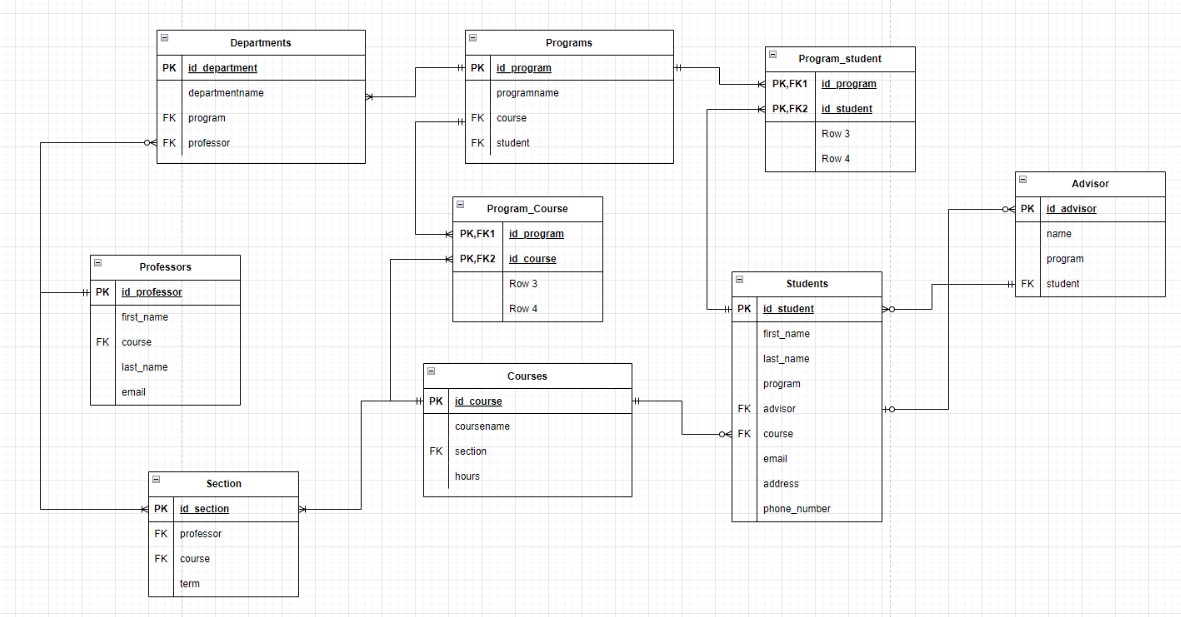 Departments
PK id_department
departmentname
FK program
FK professor
Programs
PK id_program
programname
FK course
FK student
Program_student
PK,FK1 id_program
PK,FK2 id_student
Row 3
Row 4
Advisor
PK id_advisor
name
program
FK student
Program_Course
PK,FK1 id_program
PK,FK2 id_course
Row 3
Row 4
Professors
PK id_professor
first_name
FK course
last_name
email
Students
PK id_student
first_name
last_name
program
FK advisor
FK course
email
address
phone_number
Courses
PK id_course
coursename
FK section
hours
Section
PK id_section
FK professor
FK course
term